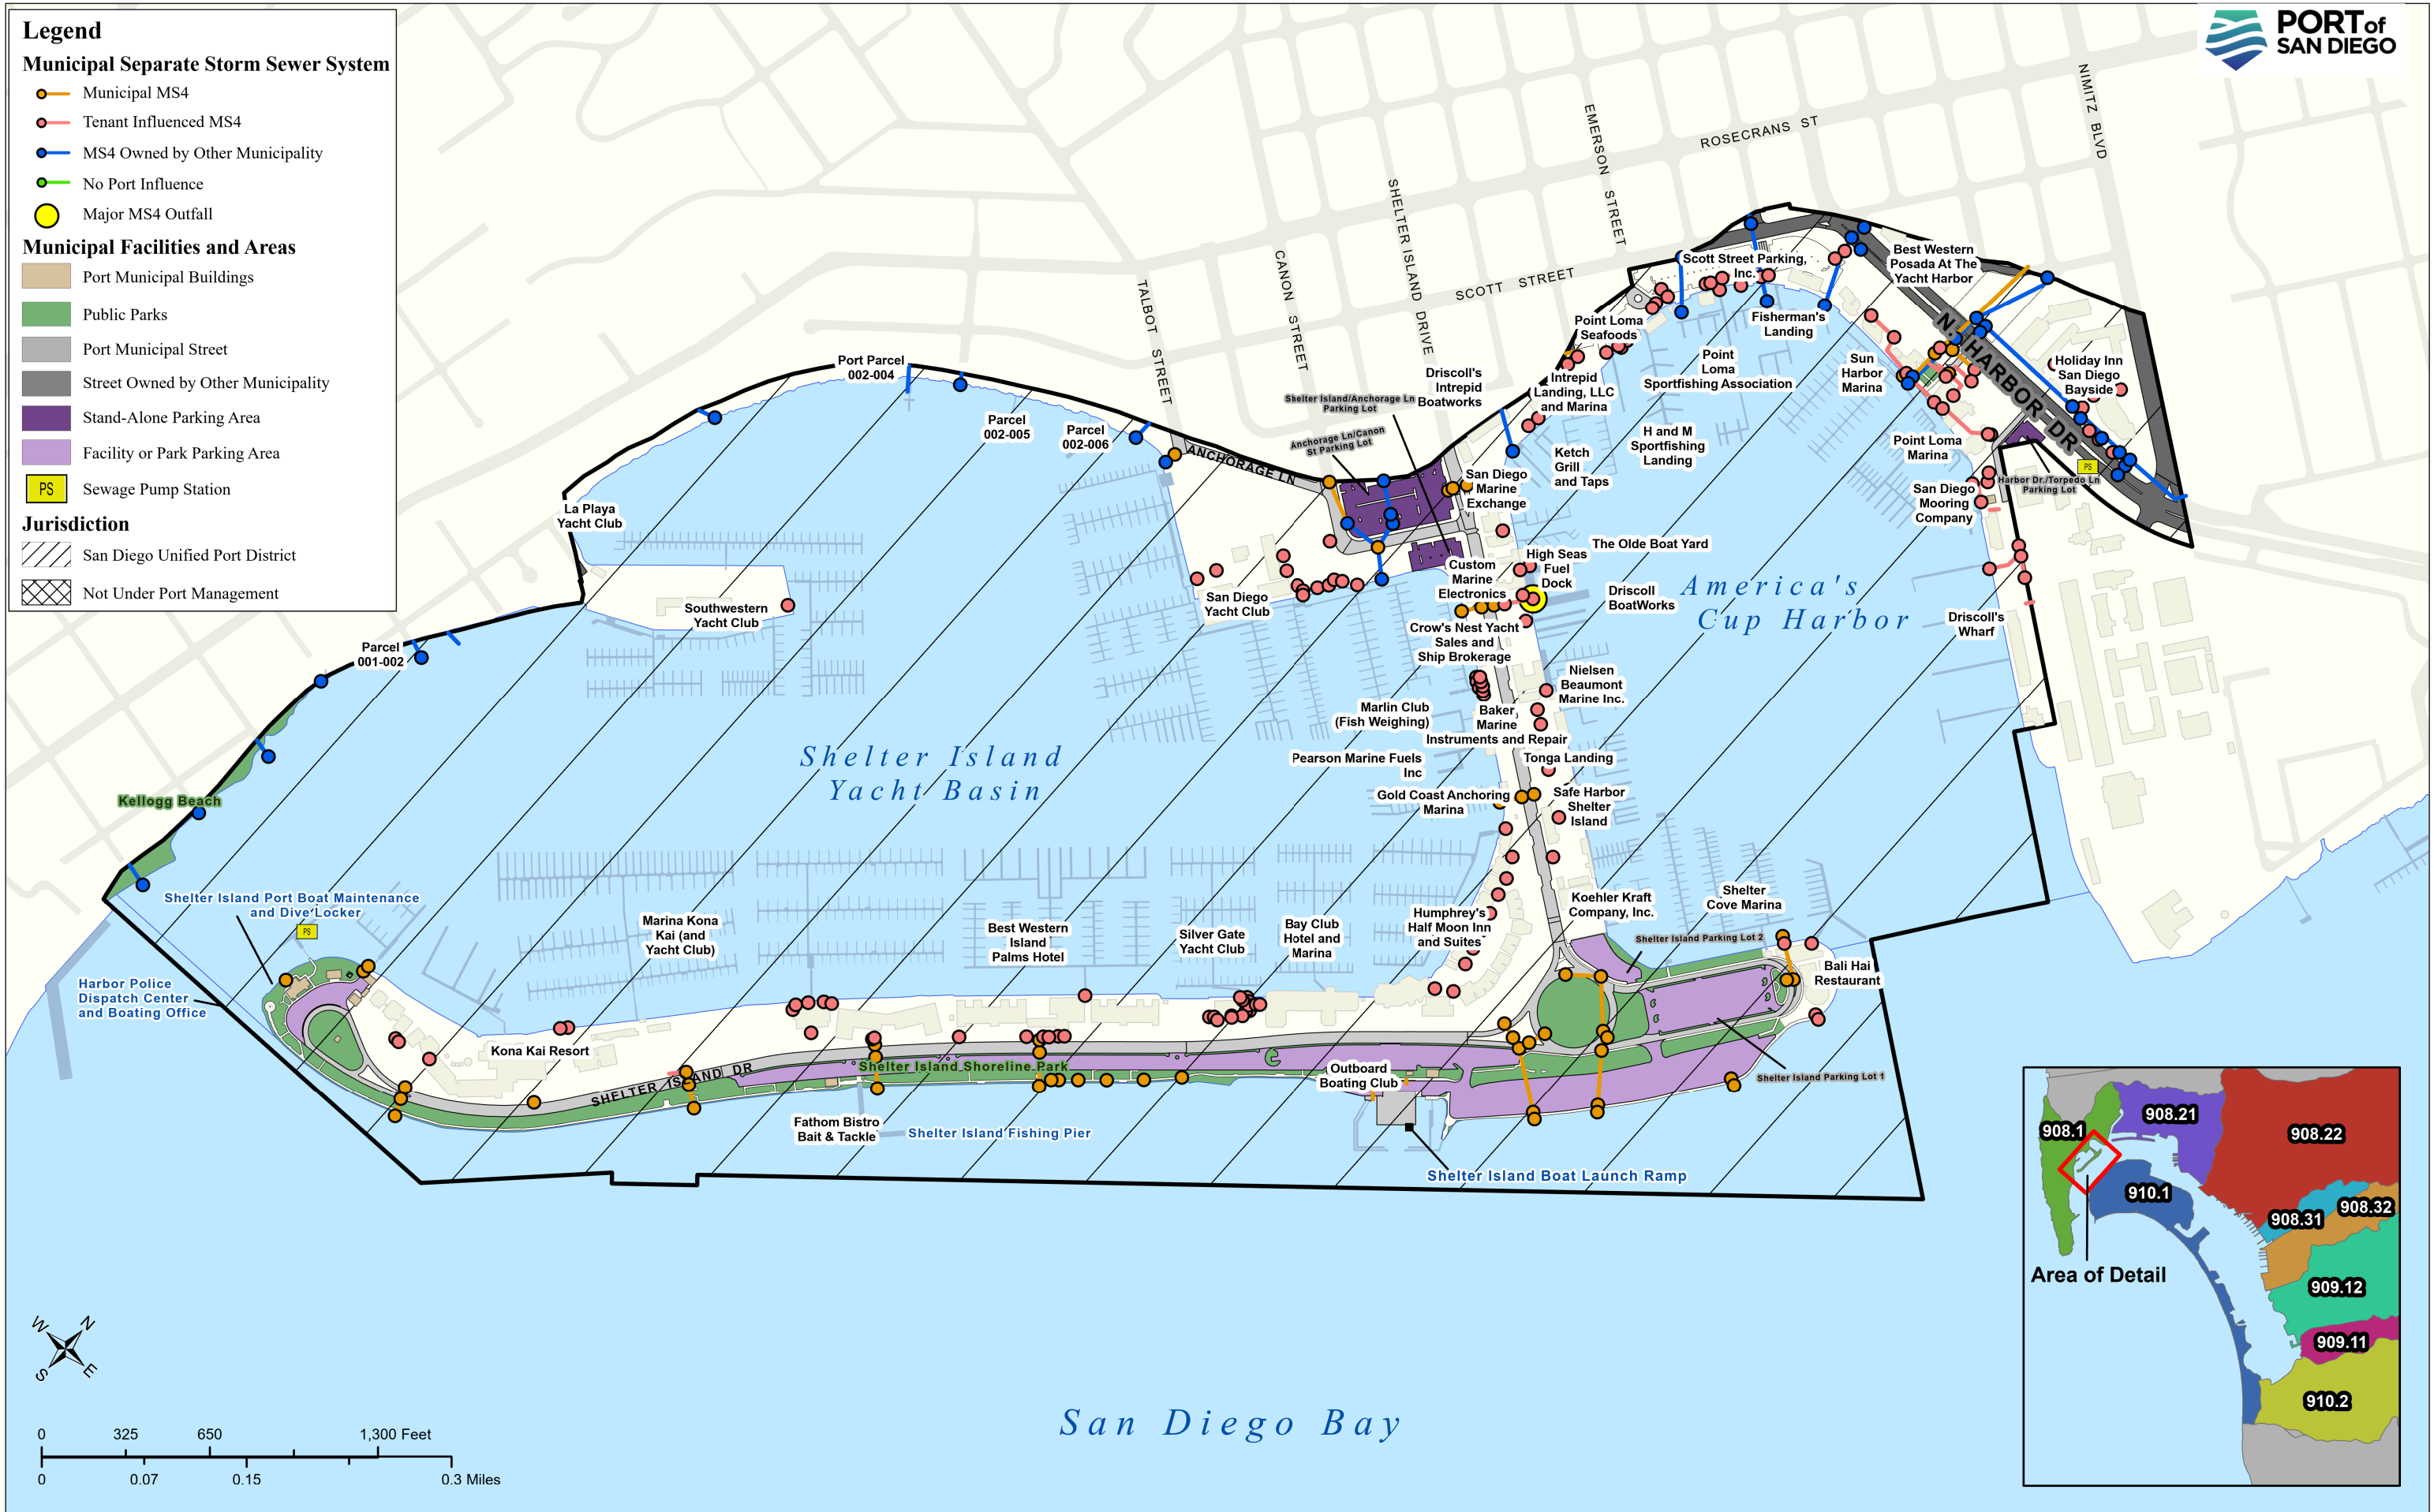 Legend
Municipal Separate Storm Sewer System
Municipal MS4
Tenant Influenced MS4
MS4 Owned by Other Municipality
No Port Influence
Major MS4 Outfall
Municipal Facilities and Areas
Port Municipal Buildings
Public Parks
Port Municipal Street
Street Owned by Other Municipality
Stand-Alone Parking Area
Facility or Park Parking Area
PS
Sewage Pump Station
Jurisdiction
San Diego Unified Port District
Not Under Port Management
PORT of
SAN DIEGO
NIMITZ BLVD
ROSECRANS ST
EMERSON STREET
SHELTER ISLAND DRIVE
SCOTT STREET
CANON STREET
TALBOT STREET
ANCHORAGE LN
N. HARBOR DR
Best Western
Posada At The
Yacht Harbor
Scott Street Parking,
Inc.
Fisherman's
Landing
Point Loma
Seafoods
Point
Loma
Sportfishing Association
Sun
Harbor
Marina
Holiday Inn
San Diego
Bayside
Port Parcel
002-004
Parcel
002-005
Parcel
002-006
Driscoll's
Intrepid
Boatworks
Intrepid
Landing, LLC
and Marina
Shelter Island/Anchorage Ln
Parking Lot
Anchorage Ln/Canon
St Parking Lot
H and M
Sportfishing
Landing
Ketch
Grill
and Taps
San Diego
Marine
Exchange
Point Loma
Marina
PS
Harbor Dr./Torpedo Ln
Parking Lot
San Diego
Mooring
Company
La Playa
Yacht Club
Southwestern
Yacht Club
San Diego
Yacht Club
The Olde Boat Yard
High Seas
Fuel
Dock
Custom
Marine
Electronics
Driscoll
BoatWorks
America's
Cup Harbor
Driscoll's
Wharf
Crow's Nest Yacht
Sales and
Ship Brokerage
Parcel
001-002
Nielsen
Beaumont
Marine Inc.
Marlin Club
(Fish Weighing)
Baker
Marine
Instruments and Repair
Shelter Island
Yacht Basin
Pearson Marine Fuels
Inc
Tonga Landing
Gold Coast Anchoring
Marina
Safe Harbor
Shelter
Island
Kellogg Beach
Shelter Island Port Boat Maintenance
and Dive Locker
PS
Harbor Police
Dispatch Center
and Boating Office
Marina Kona
Kai (and
Yacht Club)
Best Western
Island
Palms Hotel
Silver Gate
Yacht Club
Bay Club
Hotel and
Marina
Humphrey's
Half Moon Inn
and Suites
Koehler Kraft
Company, Inc.
Shelter
Cove Marina
Shelter Island Parking Lot 2
Bali Hai
Restaurant
Kona Kai Resort
SHELTER ISLAND DR
Shelter Island Shoreline Park
Outboard
Boating Club
Shelter Island Parking Lot 1
Fathom Bistro
Bait & Tackle
Shelter Island Fishing Pier
Shelter Island Boat Launch Ramp
San Diego Bay
W N
S E
0 325 650 1,300 Feet
0 0.07 0.15 0.3 Miles
908.1
908.21
908.22
910.1
908.31
908.32
Area of Detail
909.12
909.11
910.2